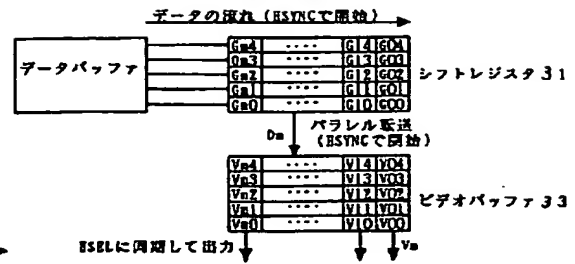 データの流れ (HSYNCで開始)
データバッファ
Gm4 ···· G14 G04
Gm3 ···· G13 G03
Gm2 ···· G12 G02
Gm1 ···· G11 G01
Gm0 ···· G10 G00
シフトレジスタ31
Dm
パラレル転送
(HSYNCで開始)
Vm4 ···· V14 V04
Vm3 ···· V13 V03
Vm2 ···· V12 V02
Vm1 ···· V11 V01
Vm0 ···· V10 V00
ビデオバッファ33
HSELに同期して出力
Vm